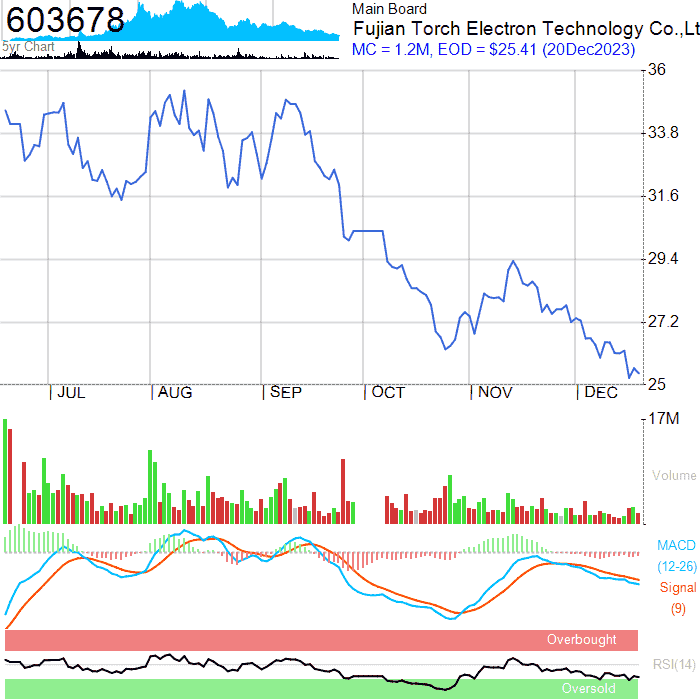 603678
5yr Chart
Main Board
Fujian Torch Electron Technology Co.,Lt
MC = 1.2M, EOD = $25.41 (20Dec2023)
36
33.8
31.6
29.4
27.2
25
| JUL
| AUG
| SEP
| OCT
| NOV
| DEC
17M
Volume
MACD
(12-26)
Signal
(9)
Overbought
RSI(14)
Oversold